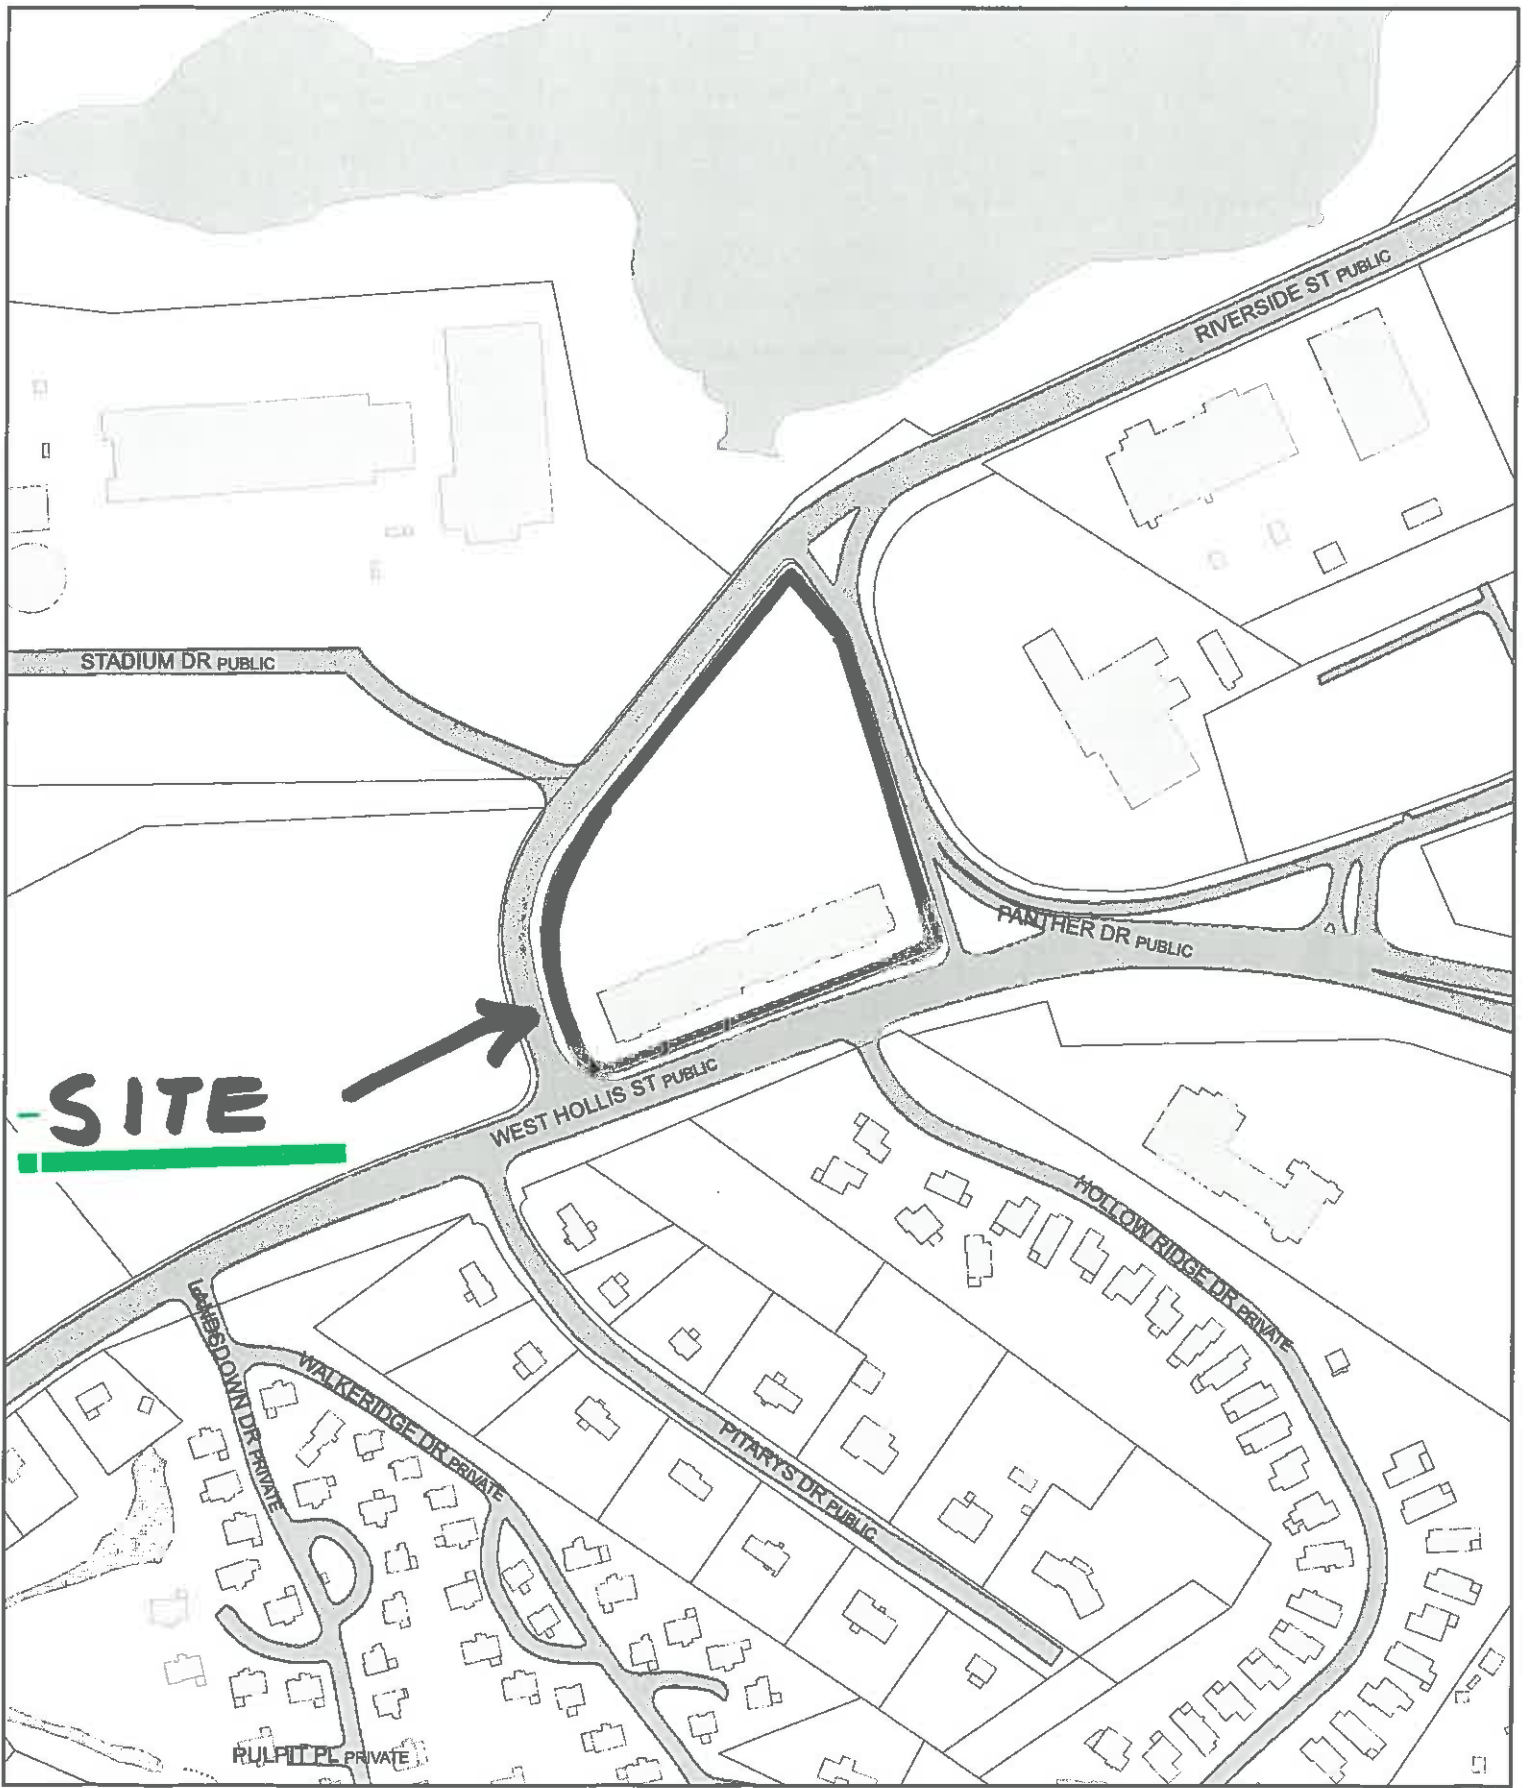 RIVERSIDE ST PUBLIC
STADIUM DR PUBLIC
PANTHER DR PUBLIC
SITE
WEST HOLLIS ST PUBLIC
HOLLOW RIDGE DR PRIVATE
WALKERIDGE DR PRIVATE
PITARYS DR PUBLIC
PULPIT PL PRIVATE